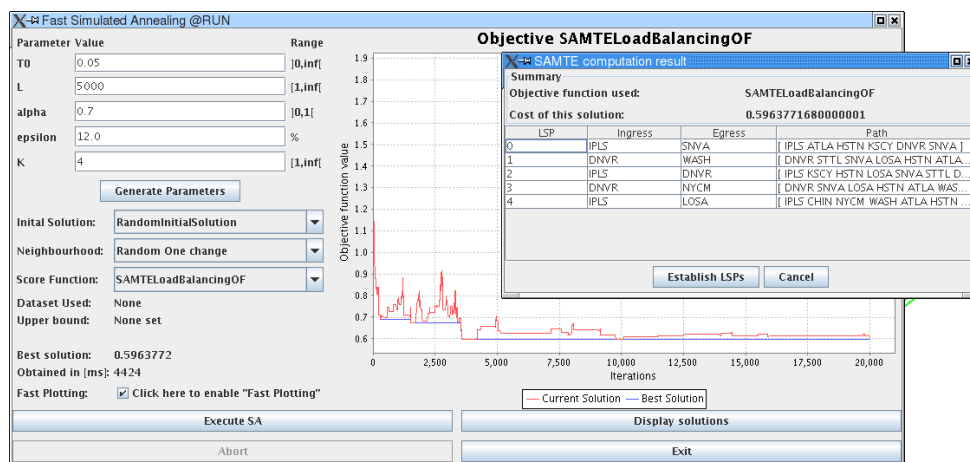 Fast Simulated Annealing @RUN
Parameter Value Range
T0 0.05 ]0,inf[
L 5000 [1,inf[
alpha 0.7 ]0,1[
epsilon 12.0 %
K 4 [1,inf[
Generate Parameters
Inital Solution: RandomInitialSolution
Neighbourhood: Random One change
Score Function: SAMTELoadBalancingOF
Dataset Used: None
Upper bound: None set
Best solution: 0.5963772
Obtained in [ms]: 4424
Fast Plotting: Click here to enable "Fast Plotting"
Execute SA
Display solutions
Abort
Exit
Objective SAMTELoadBalancingOF
Objective function value
1.9
1.8
1.7
1.6
1.5
1.4
1.3
1.2
1.1
1.0
0.9
0.8
0.7
0.6
0 2,500 5,000 7,500 10,000 12,500 15,000 17,500 20,000
Iterations
Current Solution Best Solution
SAMTE computation result
Summary
Objective function used: SAMTELoadBalancingOF
Cost of this solution: 0.5963771680000001
LSP Ingress Egress Path
0 IPLS SNVA [ IPLS ATLA HSTN KSCY DNVR SNVA ]
1 DNVR WASH [ DNVR STTL SNVA LOSA HSTN ATLA...
2 IPLS DNVR [ IPLS KSCY HSTN LOSA SNVA STTL D...
3 DNVR NYCM [ DNVR SNVA LOSA HSTN ATLA WAS...
4 IPLS LOSA [ IPLS CHIN NYCM WASH ATLA HSTN ...
Establish LSPs
Cancel